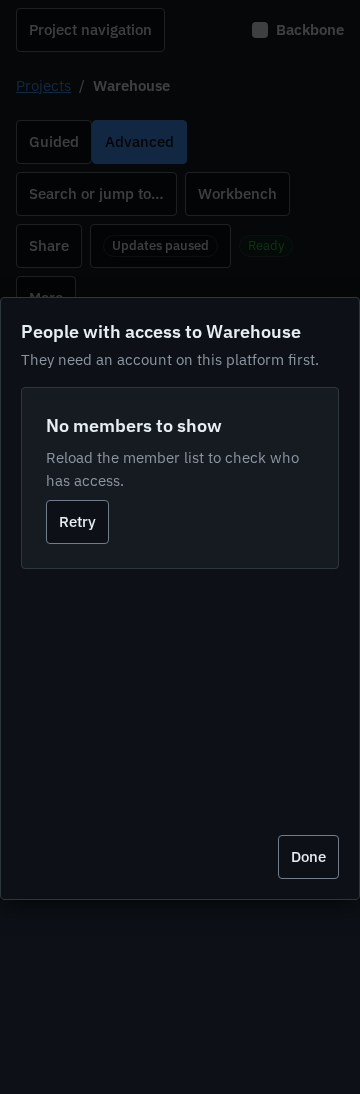 Project navigation
Backbone
Projects / Warehouse
Guided
Advanced
Search or jump to...
Workbench
Share
Updates paused
Ready
More
People with access to Warehouse
They need an account on this platform first.
No members to show
Reload the member list to check who
has access.
Retry
Done